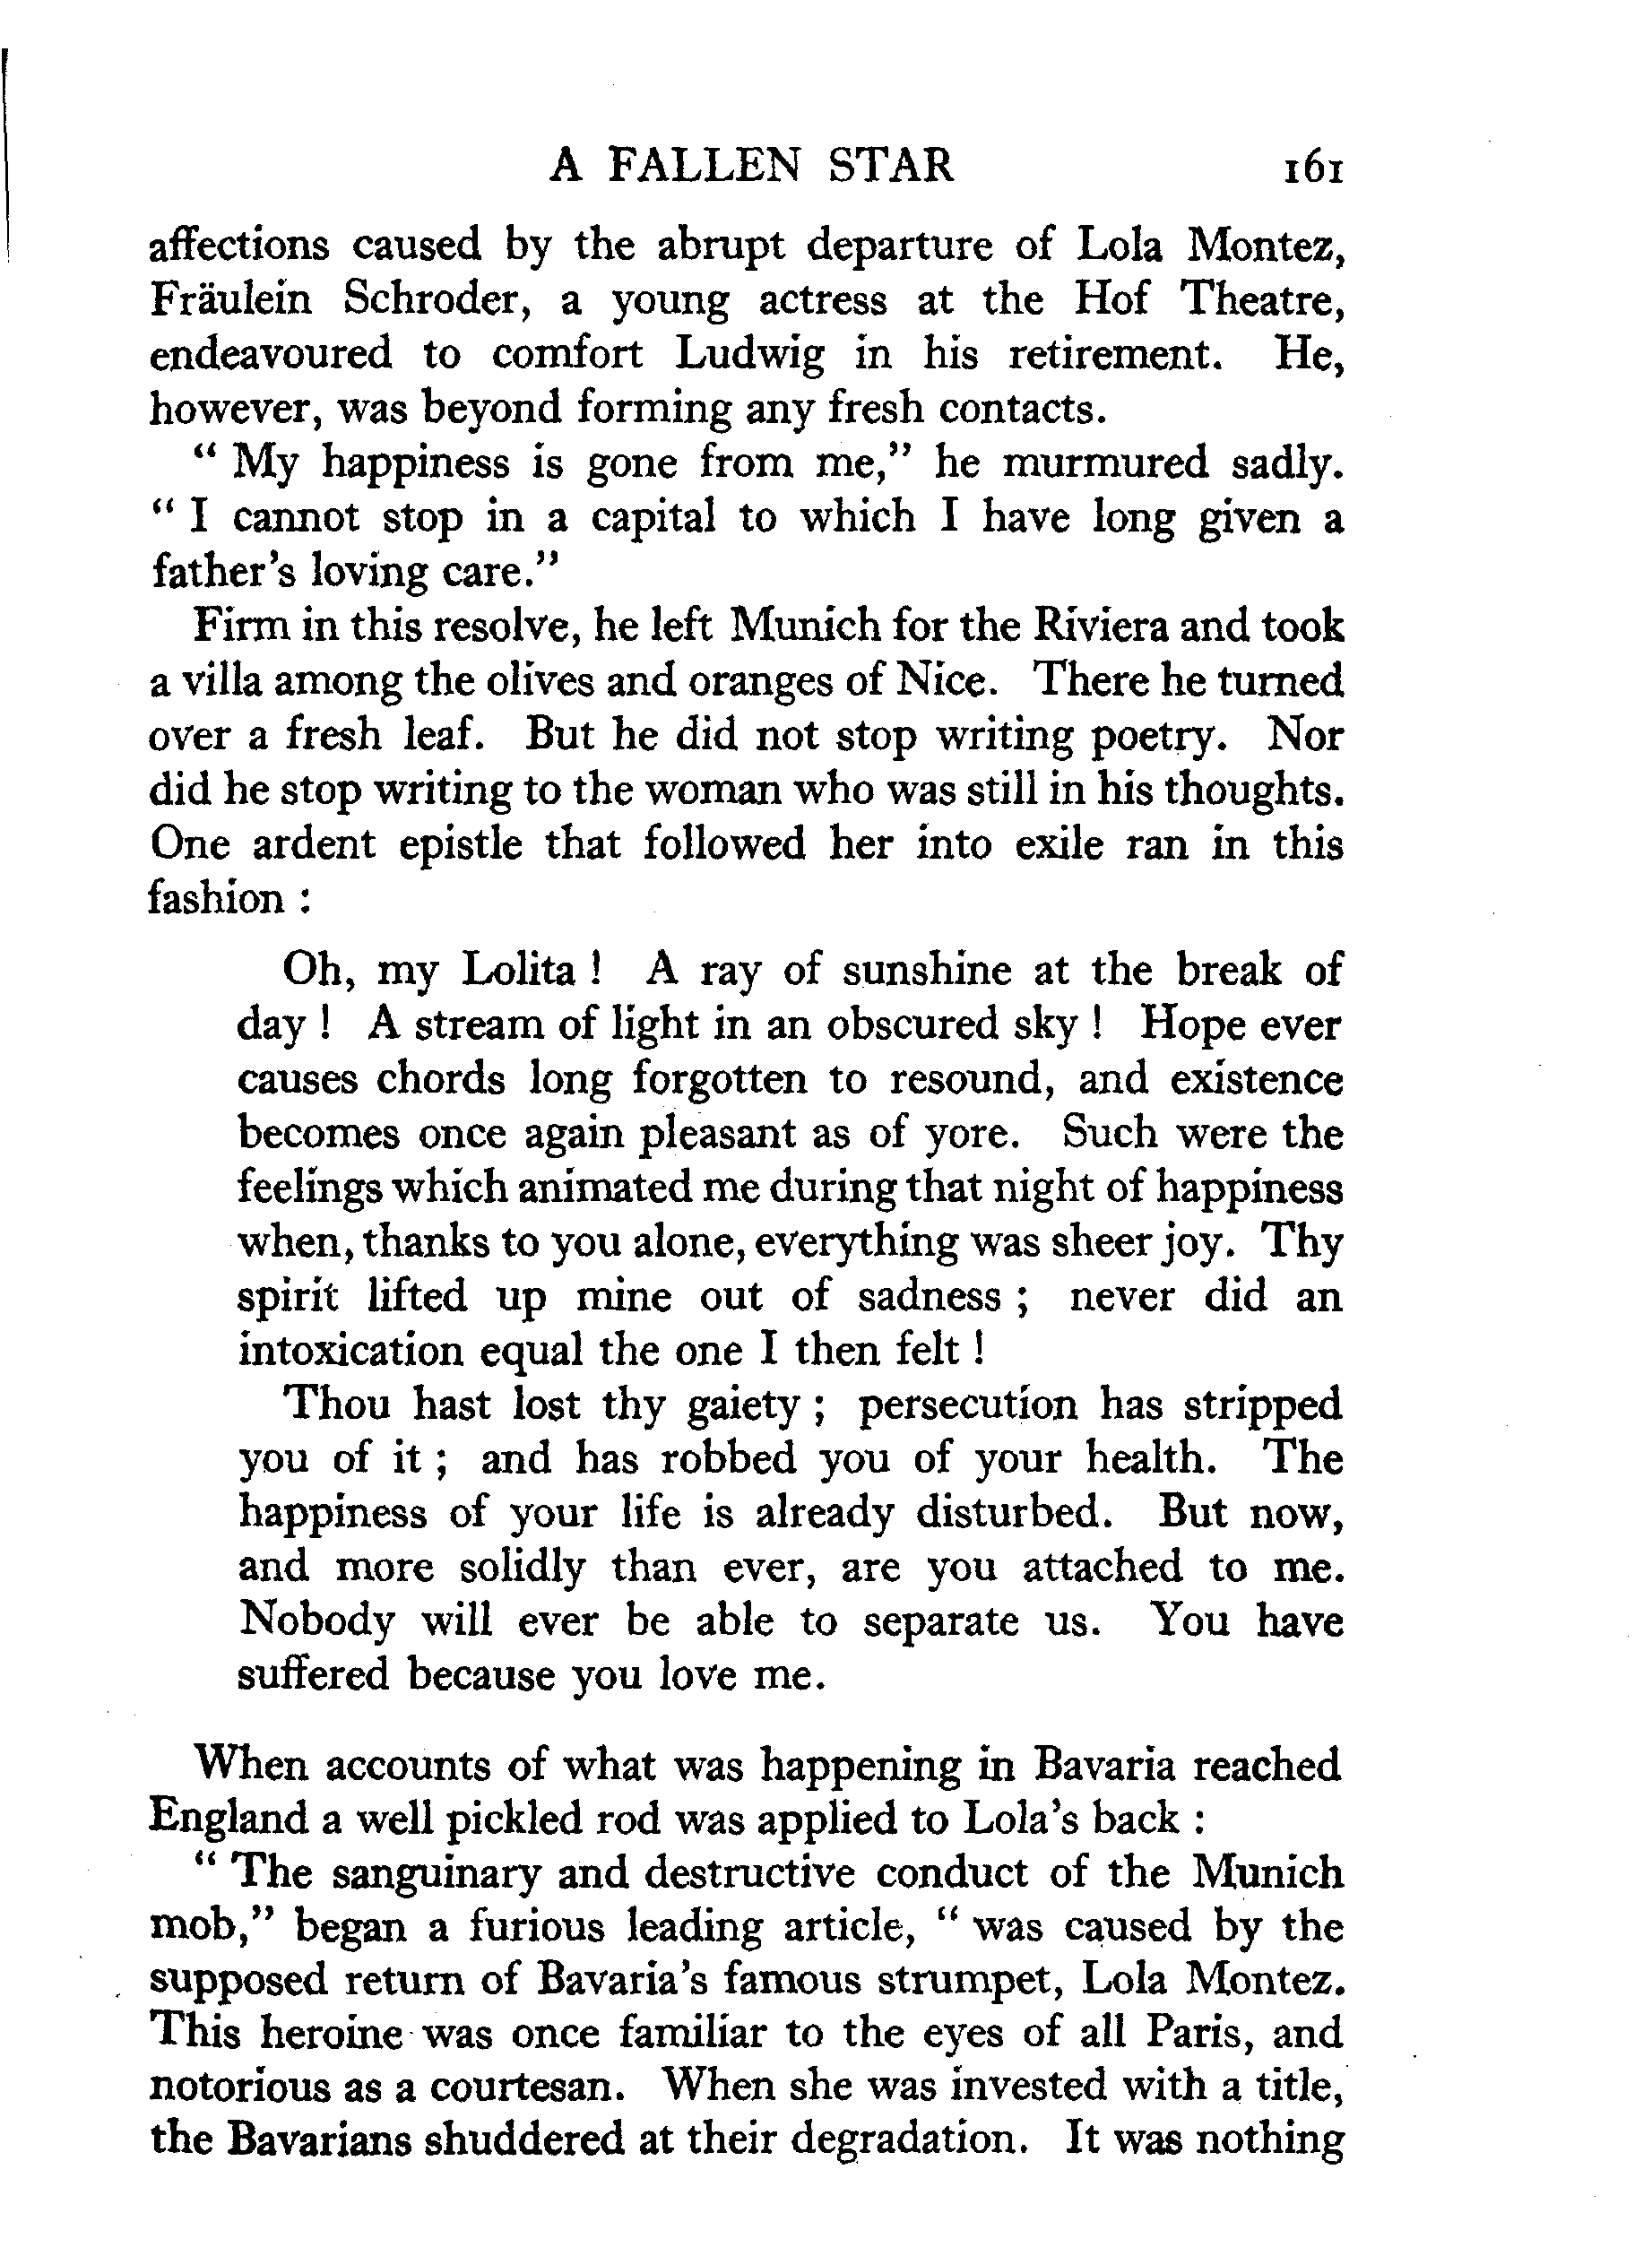 A FALLEN STAR 161
affections caused by the abrupt departure of Lola Montez,
Fräulein Schroder, a young actress at the Hof Theatre,
endeavoured to comfort Ludwig in his retirement. He,
however, was beyond forming any fresh contacts.
" My happiness is gone from me," he murmured sadly.
" I cannot stop in a capital to which I have long given a
father's loving care."
Firm in this resolve, he left Munich for the Riviera and took
a villa among the olives and oranges of Nice. There he turned
over a fresh leaf. But he did not stop writing poetry. Nor
did he stop writing to the woman who was still in his thoughts.
One ardent epistle that followed her into exile ran in this
fashion :
Oh, my Lolita ! A ray of sunshine at the break of
day ! A stream of light in an obscured sky ! Hope ever
causes chords long forgotten to resound, and existence
becomes once again pleasant as of yore. Such were the
feelings which animated me during that night of happiness
when, thanks to you alone, everything was sheer joy. Thy
spirit lifted up mine out of sadness ; never did an
intoxication equal the one I then felt !
Thou hast lost thy gaiety ; persecution has stripped
you of it ; and has robbed you of your health. The
happiness of your life is already disturbed. But now,
and more solidly than ever, are you attached to me.
Nobody will ever be able to separate us. You have
suffered because you love me.
When accounts of what was happening in Bavaria reached
England a well pickled rod was applied to Lola's back :
" The sanguinary and destructive conduct of the Munich
mob," began a furious leading article, " was caused by the
supposed return of Bavaria's famous strumpet, Lola Montez.
This heroine was once familiar to the eyes of all Paris, and
notorious as a courtesan. When she was invested with a title,
the Bavarians shuddered at their degradation. It was nothing